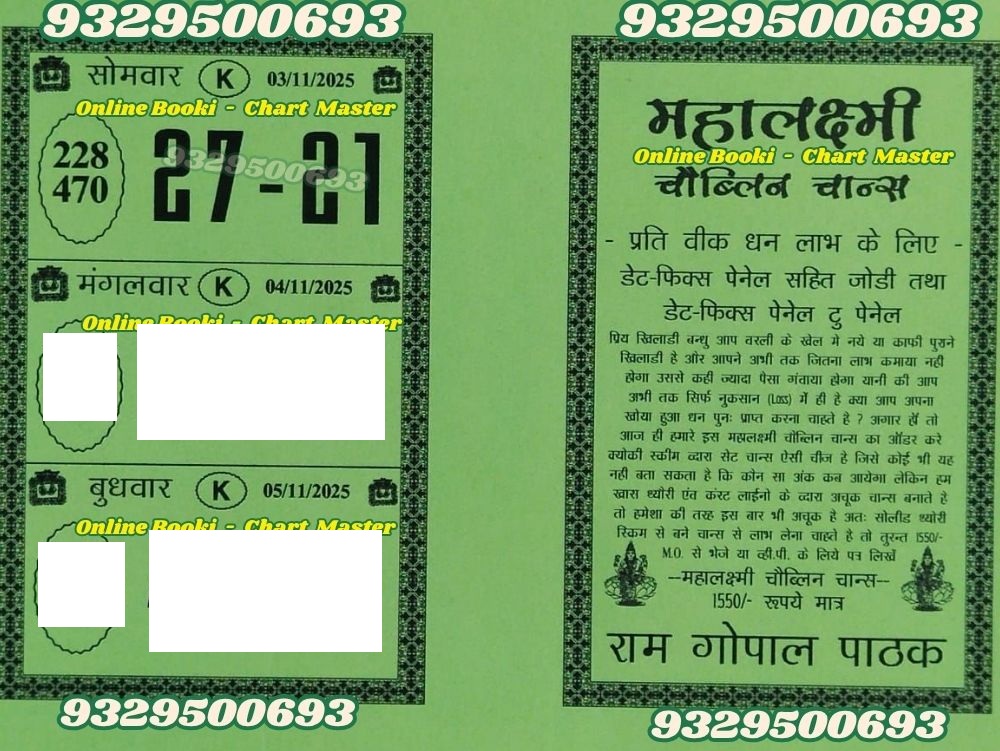 9329500693
सोमवार K 03/11/2025
Online Booki - Chart Master
228
470
27-21
9329500693
मंगलवार K 04/11/2025
Online Booki - Chart Master
बुधवार K 05/11/2025
Online Booki - Chart Master
9329500693
9329500693
महालक्ष्मी
Online Booki - Chart Master
चौब्लिन चान्स
- प्रति वीक धन लाभ के लिए -
डेट-फिक्स पेनेल सहित जोडी तथा
डेट-फिक्स पेनेल टु पेनेल
प्रिय खिलाडी बन्धु आप वरली के खेल में नये या काफी पुराने
खिलाडी है और आपने अभी तक जितना लाभ कमाया नही
होगा उससे कही ज्यादा पैसा गंवाया होगा यानी की आप
अभी तक सिर्फ नुकसान (Loss) में ही है क्या आप अपना
खोया हुआ धन पुनः प्राप्त करना चाहते है ? अगार हाँ तो
आज ही हमारे इस महालक्ष्मी चौब्लिन चान्स का ऑडर करे
क्योकी स्कीम व्दारा सेट चान्स ऐसी चीज है जिसे कोई भी यह
नही बता सकता है कि कोन सा अंक कब आयेगा लेकिन हम
खास थ्योरी एंव करंट लाईनो के व्दारा अचूक चान्स बनाते है
तो हमेशा की तरह इस बार भी अचूक है अतः सोलीड थ्योरी
स्किम से बने चान्स से लाभ लेना चाहते है तो तुरन्त 1550/-
M.O. से भेजे या व्ही.पी. के लिये पत्र लिखें
--महालक्ष्मी चौब्लिन चान्स--
1550/- रूपये मात्र
राम गोपाल पाठक
9329500693